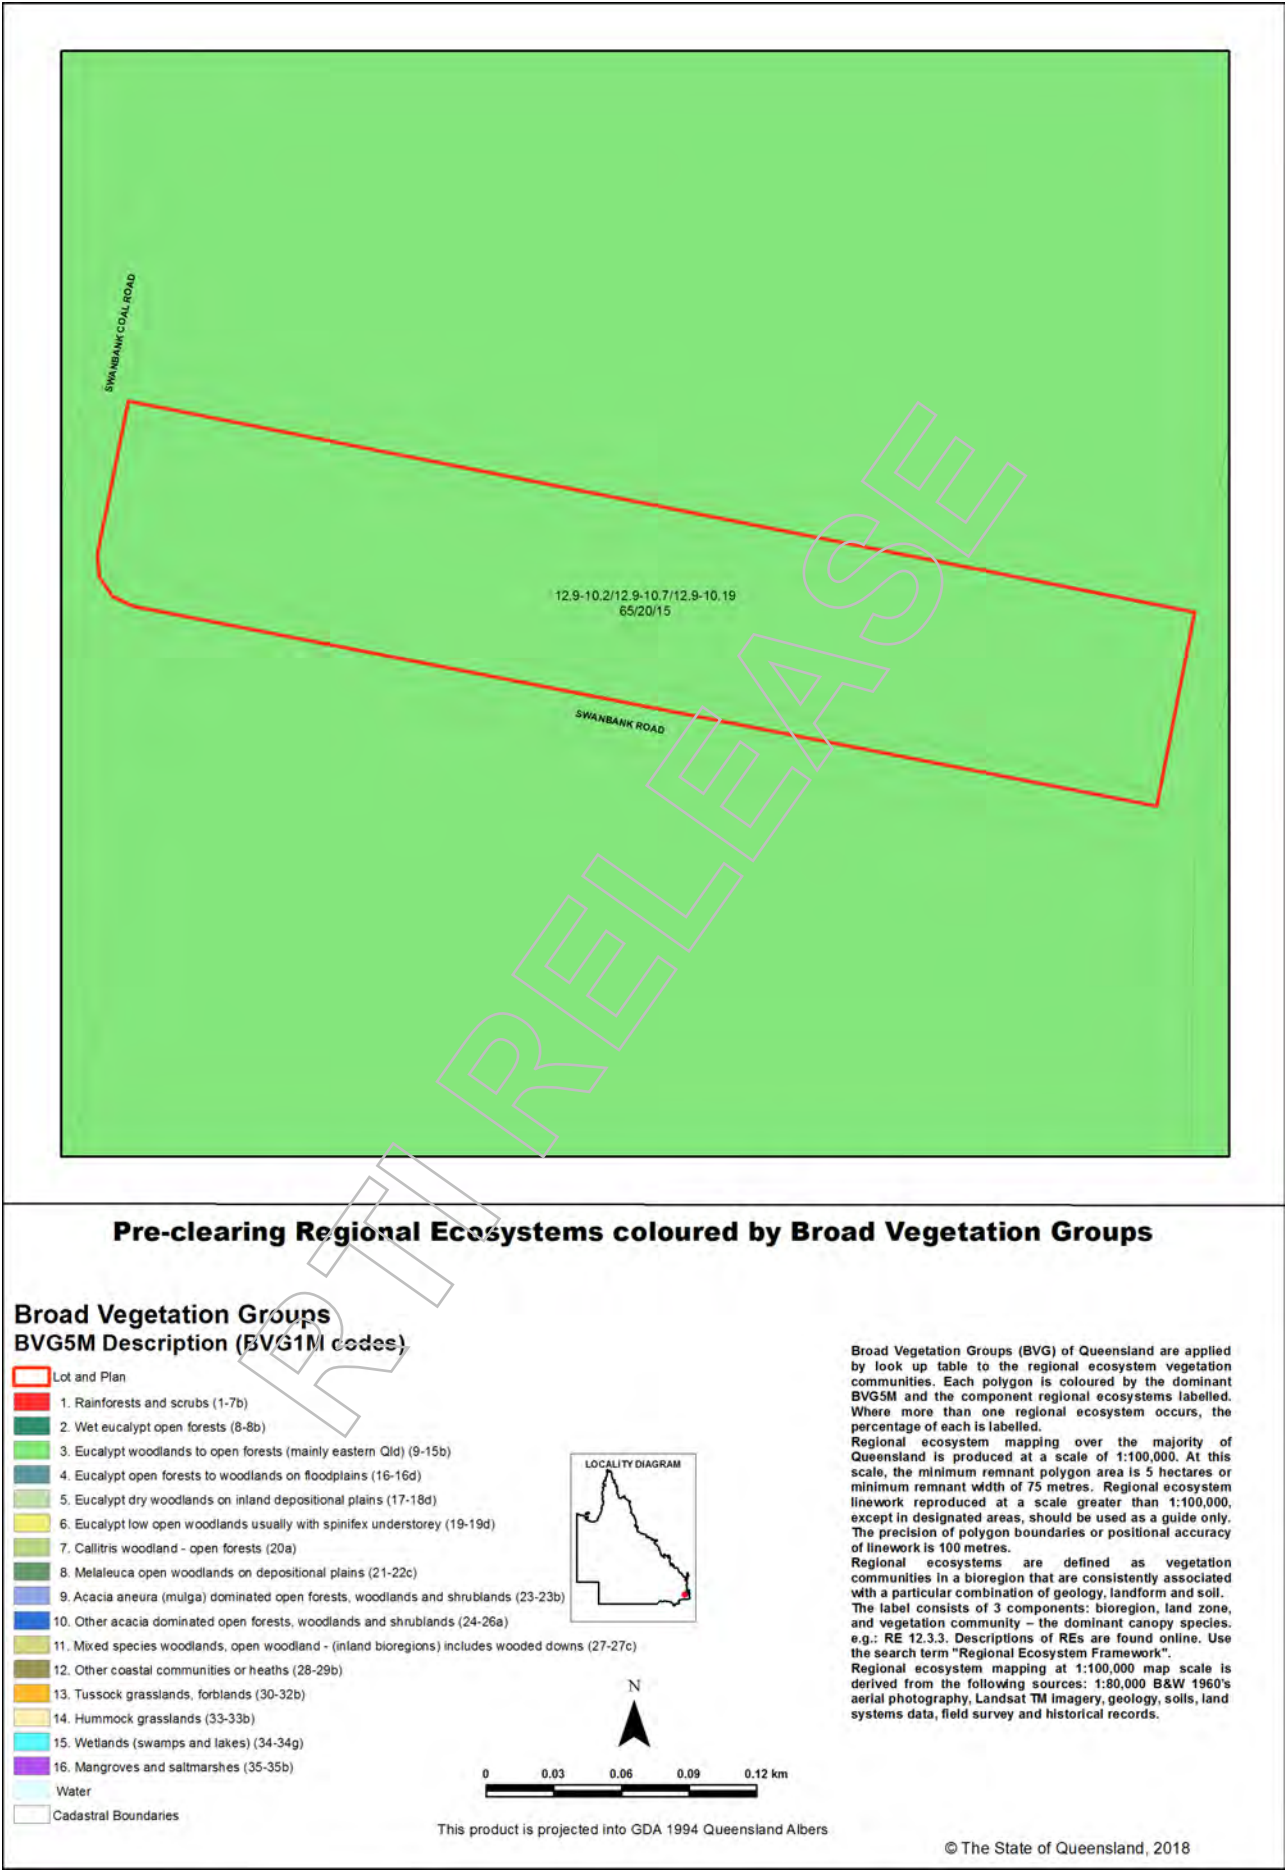 SWANBANK COAL ROAD
12.9-10.2/12.9-10.7/12.9-10.19
65/20/15
SWANBANK ROAD
RTI RELEASE
Pre-clearing Regional Ecosystems coloured by Broad Vegetation Groups
Broad Vegetation Groups
BVG5M Description (BVG1M codes)
Lot and Plan
1. Rainforests and scrubs (1-7b)
2. Wet eucalypt open forests (8-8b)
3. Eucalypt woodlands to open forests (mainly eastern Qld) (9-15b)
4. Eucalypt open forests to woodlands on floodplains (16-16d)
5. Eucalypt dry woodlands on inland depositional plains (17-18d)
6. Eucalypt low open woodlands usually with spinifex understorey (19-19d)
7. Callitris woodland - open forests (20a)
8. Melaleuca open woodlands on depositional plains (21-22c)
9. Acacia aneura (mulga) dominated open forests, woodlands and shrublands (23-23b)
10. Other acacia dominated open forests, woodlands and shrublands (24-26a)
11. Mixed species woodlands, open woodland - (inland bioregions) includes wooded downs (27-27c)
12. Other coastal communities or heaths (28-29b)
13. Tussock grasslands, forblands (30-32b)
14. Hummock grasslands (33-33b)
15. Wetlands (swamps and lakes) (34-34g)
16. Mangroves and saltmarshes (35-35b)
Water
Cadastral Boundaries
LOCALITY DIAGRAM
N
0 0.03 0.06 0.09 0.12 km
This product is projected into GDA 1994 Queensland Albers
Broad Vegetation Groups (BVG) of Queensland are applied
by look up table to the regional ecosystem vegetation
communities. Each polygon is coloured by the dominant
BVG5M and the component regional ecosystems labelled.
Where more than one regional ecosystem occurs, the
percentage of each is labelled.
Regional ecosystem mapping over the majority of
Queensland is produced at a scale of 1:100,000. At this
scale, the minimum remnant polygon area is 5 hectares or
minimum remnant width of 75 metres. Regional ecosystem
linework reproduced at a scale greater than 1:100,000,
except in designated areas, should be used as a guide only.
The precision of polygon boundaries or positional accuracy
of linework is 100 metres.
Regional ecosystems are defined as vegetation
communities in a bioregion that are consistently associated
with a particular combination of geology, landform and soil.
The label consists of 3 components: bioregion, land zone,
and vegetation community – the dominant canopy species.
e.g.: RE 12.3.3. Descriptions of REs are found online. Use
the search term "Regional Ecosystem Framework".
Regional ecosystem mapping at 1:100,000 map scale is
derived from the following sources: 1:80,000 B&W 1960's
aerial photography, Landsat TM imagery, geology, soils, land
systems data, field survey and historical records.
© The State of Queensland, 2018